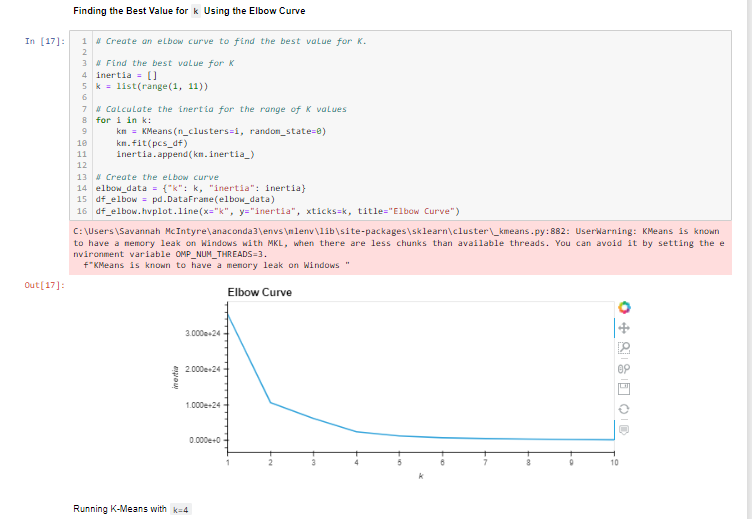 Finding the Best Value for k Using the Elbow Curve
In [17]:
1 # Create an elbow curve to find the best value for K.
2
3 # Find the best value for K
4 inertia = []
5 k = list(range(1, 11))
6
7 # Calculate the inertia for the range of K values
8 for i in k:
9     km = KMeans(n_clusters=i, random_state=0)
10     km.fit(pcs_df)
11     inertia.append(km.inertia_)
12
13 # Create the elbow curve
14 elbow_data = {"k": k, "inertia": inertia}
15 df_elbow = pd.DataFrame(elbow_data)
16 df_elbow.hvplot.line(x="k", y="inertia", xticks=k, title="Elbow Curve")
C:\Users\Savannah McIntyre\anaconda3\envs\mlenv\lib\site-packages\sklearn\cluster\_kmeans.py:882: UserWarning: KMeans is known
to have a memory leak on Windows with MKL, when there are less chunks than available threads. You can avoid it by setting the e
nvironment variable OMP_NUM_THREADS=3.
f"KMeans is known to have a memory leak on Windows "
Out[17]:
Elbow Curve
3.000e+24
2.000e+24
1.000e+24
0.000e+0
inertia
1 2 3 4 5 6 7 8 9 10
k
Running K-Means with k=4